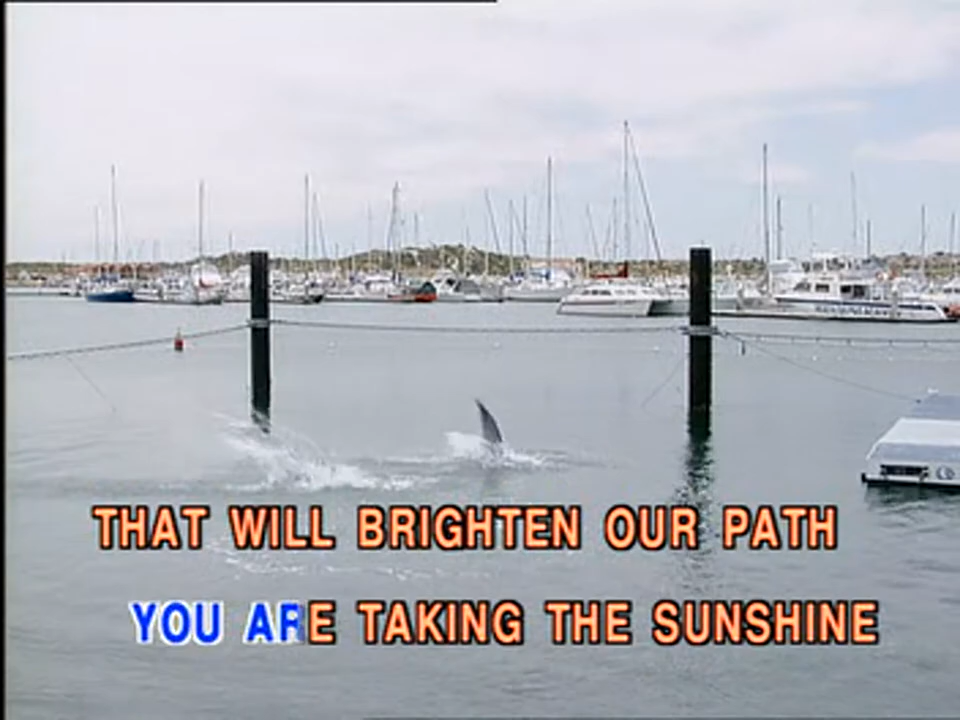 THAT WILL BRIGHTEN OUR PATH
YOU ARE TAKING THE SUNSHINE